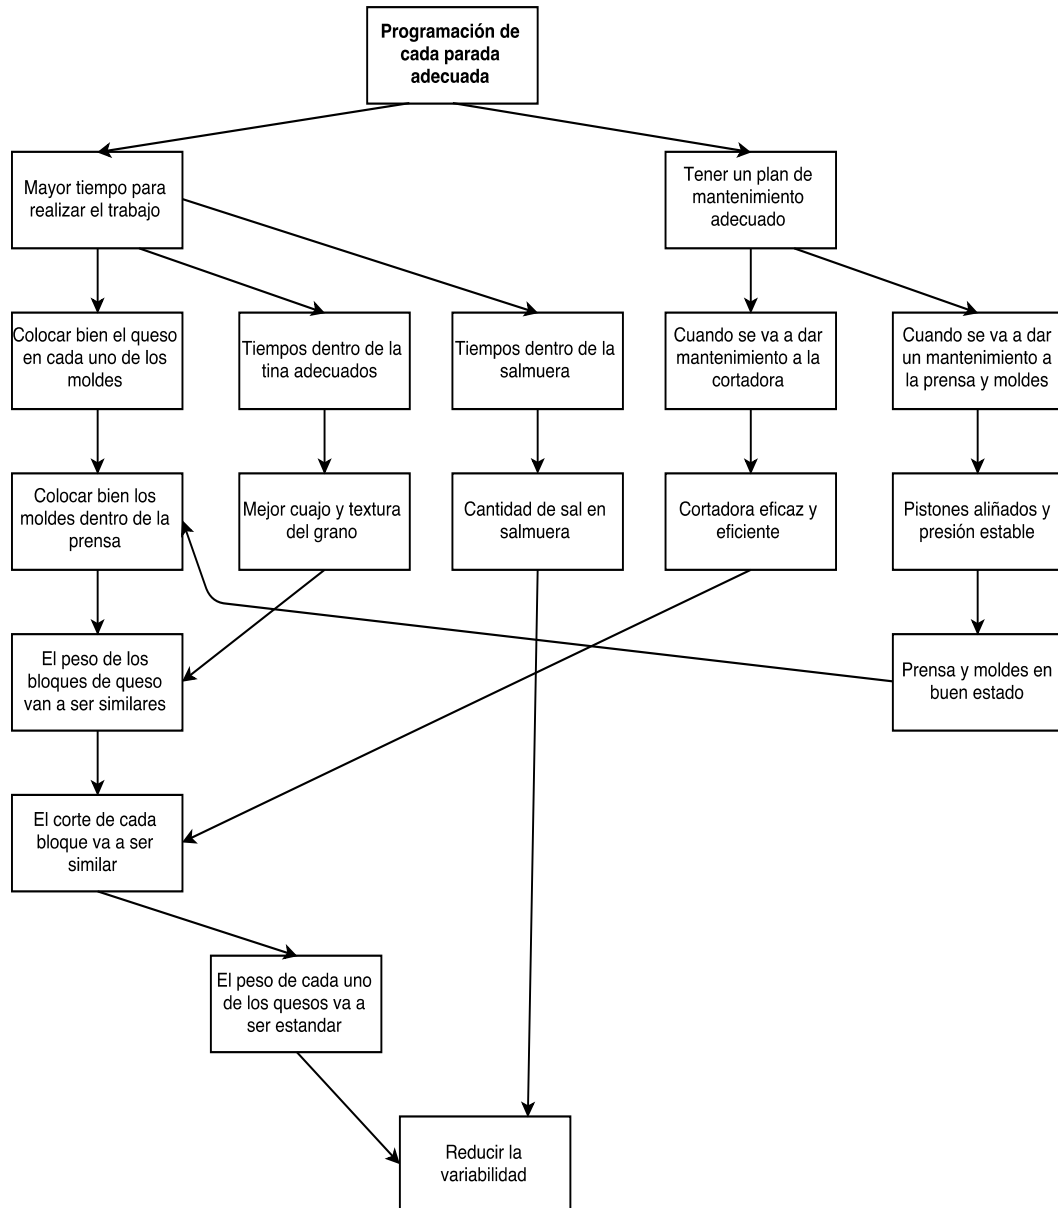 Programación de
cada parada
adecuada
Mayor tiempo para
realizar el trabajo
Tener un plan de
mantenimiento
adecuado
Colocar bien el queso
en cada uno de los
moldes
Tiempos dentro de la
tina adecuados
Tiempos dentro de la
salmuera
Cuando se va a dar
mantenimiento a la
cortadora
Cuando se va a dar
un mantenimiento a
la prensa y moldes
Colocar bien los
moldes dentro de la
prensa
Mejor cuajo y textura
del grano
Cantidad de sal en
salmuera
Cortadora eficaz y
eficiente
Pistones aliñados y
presión estable
El peso de los
bloques de queso
van a ser similares
Prensa y moldes en
buen estado
El corte de cada
bloque va a ser
similar
El peso de cada uno
de los quesos va a
ser estandar
Reducir la
variabilidad